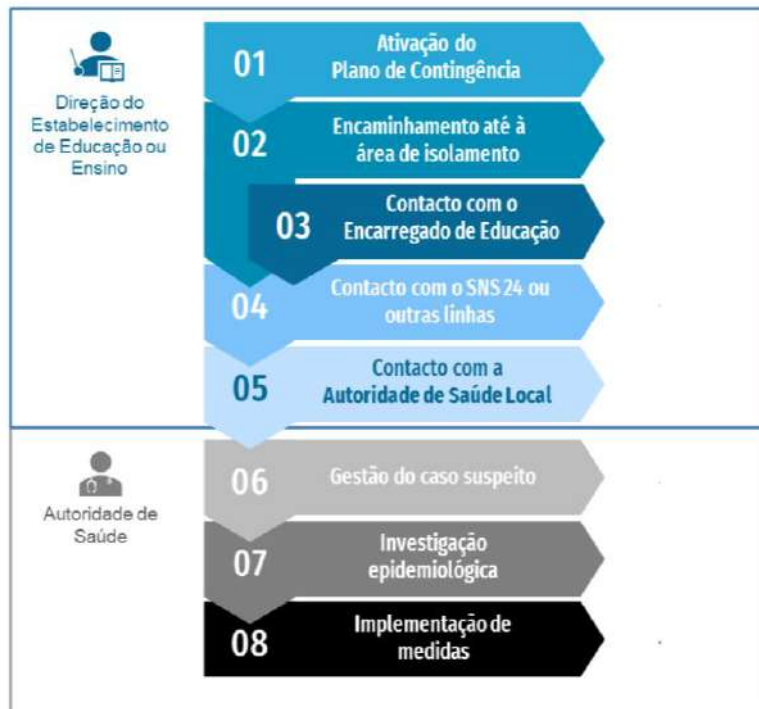 Direção do
Estabelecimento
de Educação ou
Ensino
01
Ativação do
Plano de Contingência
02
Encaminhamento até à
área de isolamento
03
Contacto com o
Encarregado de Educação
04
Contacto com o SNS 24 ou
outras linhas
05
Contacto com a
Autoridade de Saúde Local
Autoridade de
Saúde
06
Gestão do caso suspeito
07
Investigação
epidemiológica
08
Implementação de
medidas